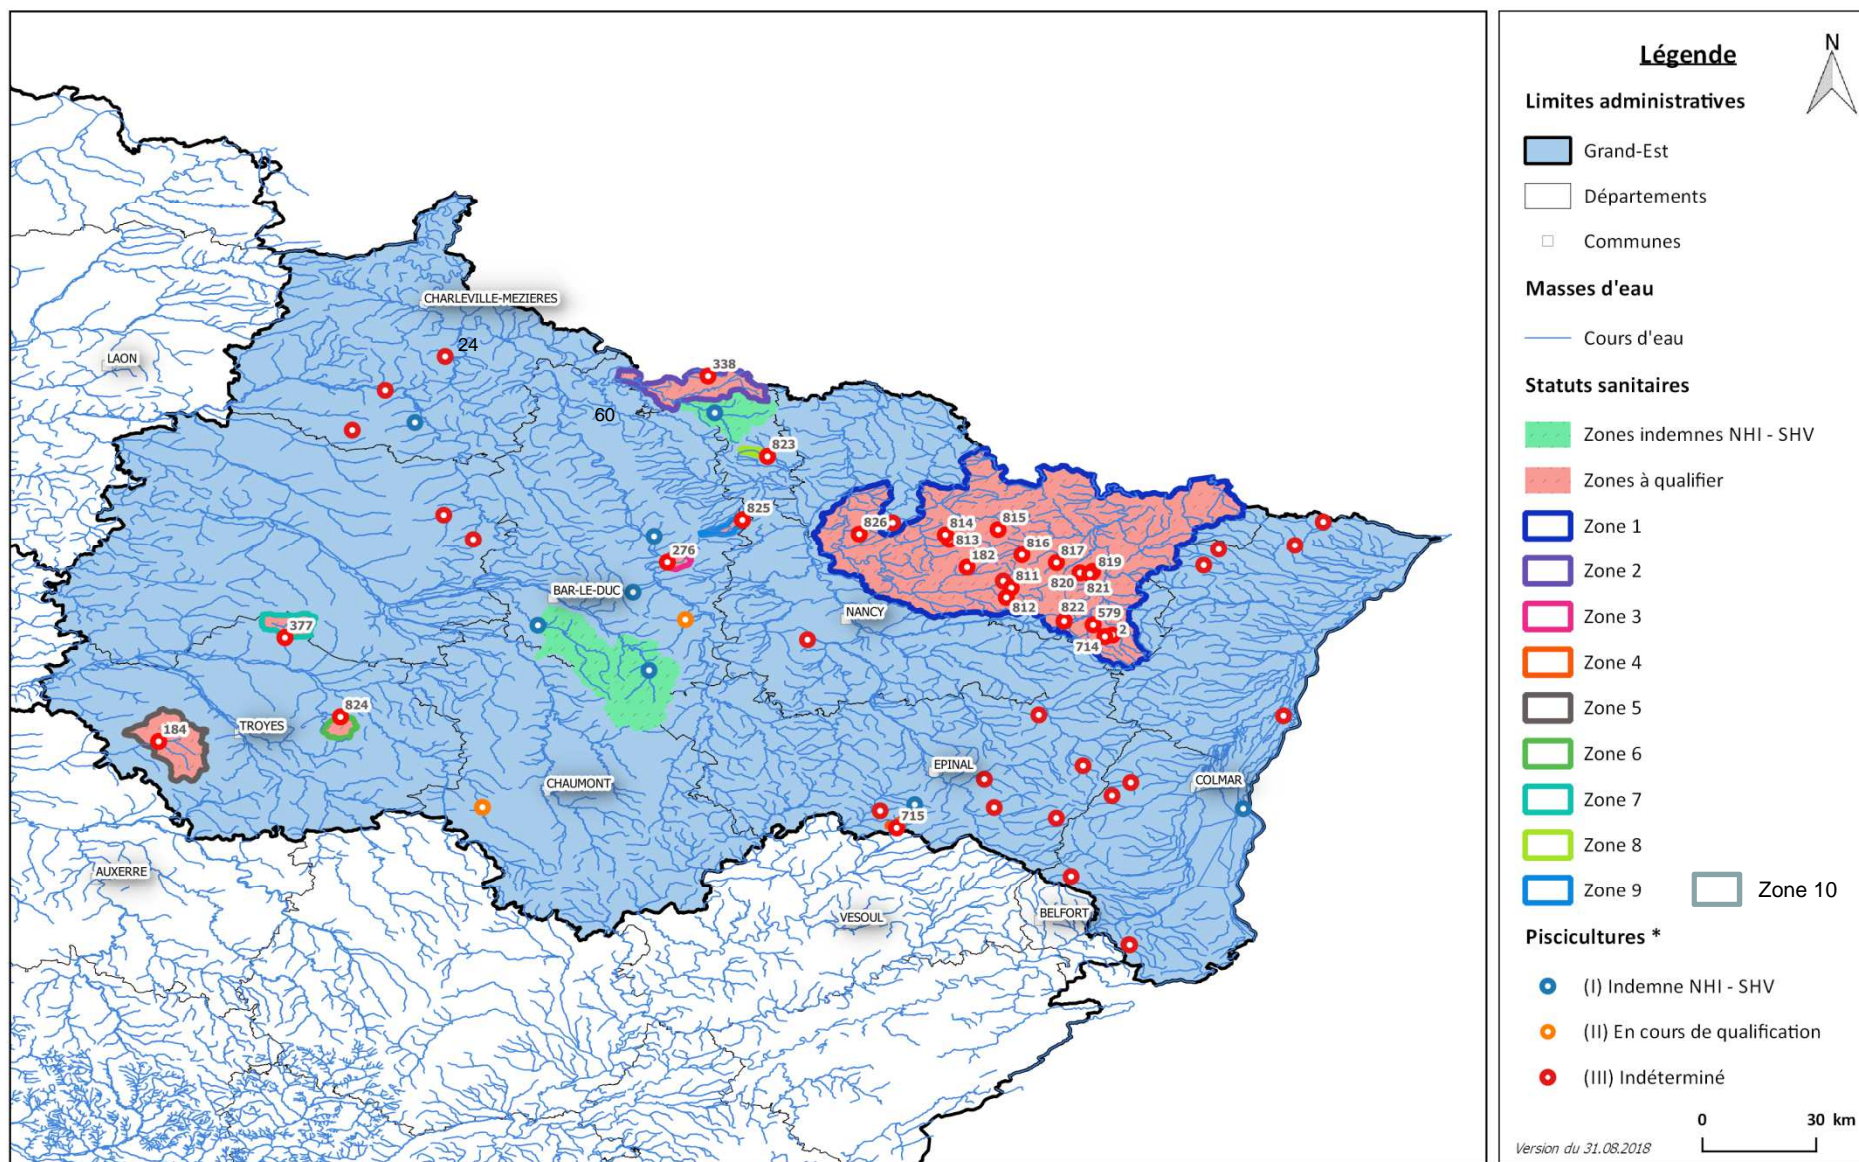 CHARLEVILLE-MEZIERES
LAON
24
338
60
823
825
826
814
815
813
816
276
182
817
819
811
820
821
BAR-LE-DUC
812
NANCY
822
579
377
2
714
824
TROYES
184
EPINAL
CHAUMONT
COLMAR
715
AUXERRE
VESOUL
BELFORT
Légende
N
Limites administratives
Grand-Est
Départements
Communes
Masses d'eau
Cours d'eau
Statuts sanitaires
Zones indemnes NHI - SHV
Zones à qualifier
Zone 1
Zone 2
Zone 3
Zone 4
Zone 5
Zone 6
Zone 7
Zone 8
Zone 9
Zone 10
Piscicultures *
(I) Indemne NHI - SHV
(II) En cours de qualification
(III) Indéterminé
0 30 km
Version du 31.08.2018